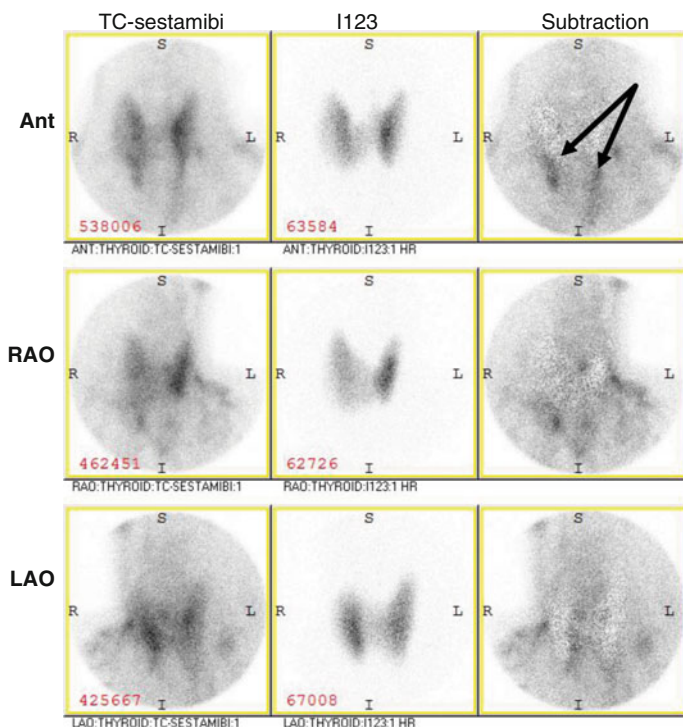 TC-sestamibi I123 Subtraction
Ant
S S S
R L R L R L
538006 I 63584 I I
ANT:THYROID:TC-SESTAMIBI:1 ANT:THYROID:I123:1 HR
RAO
S S S
R L R L R L
462451 I 62726 I I
RAO:THYROID:TC-SESTAMIBI:1 RAO:THYROID:I123:1 HR
LAO
S S S
R L R L R L
425667 I 67008 I I
LAO:THYROID:TC-SESTAMIBI:1 LAO:THYROID:I123:1 HR